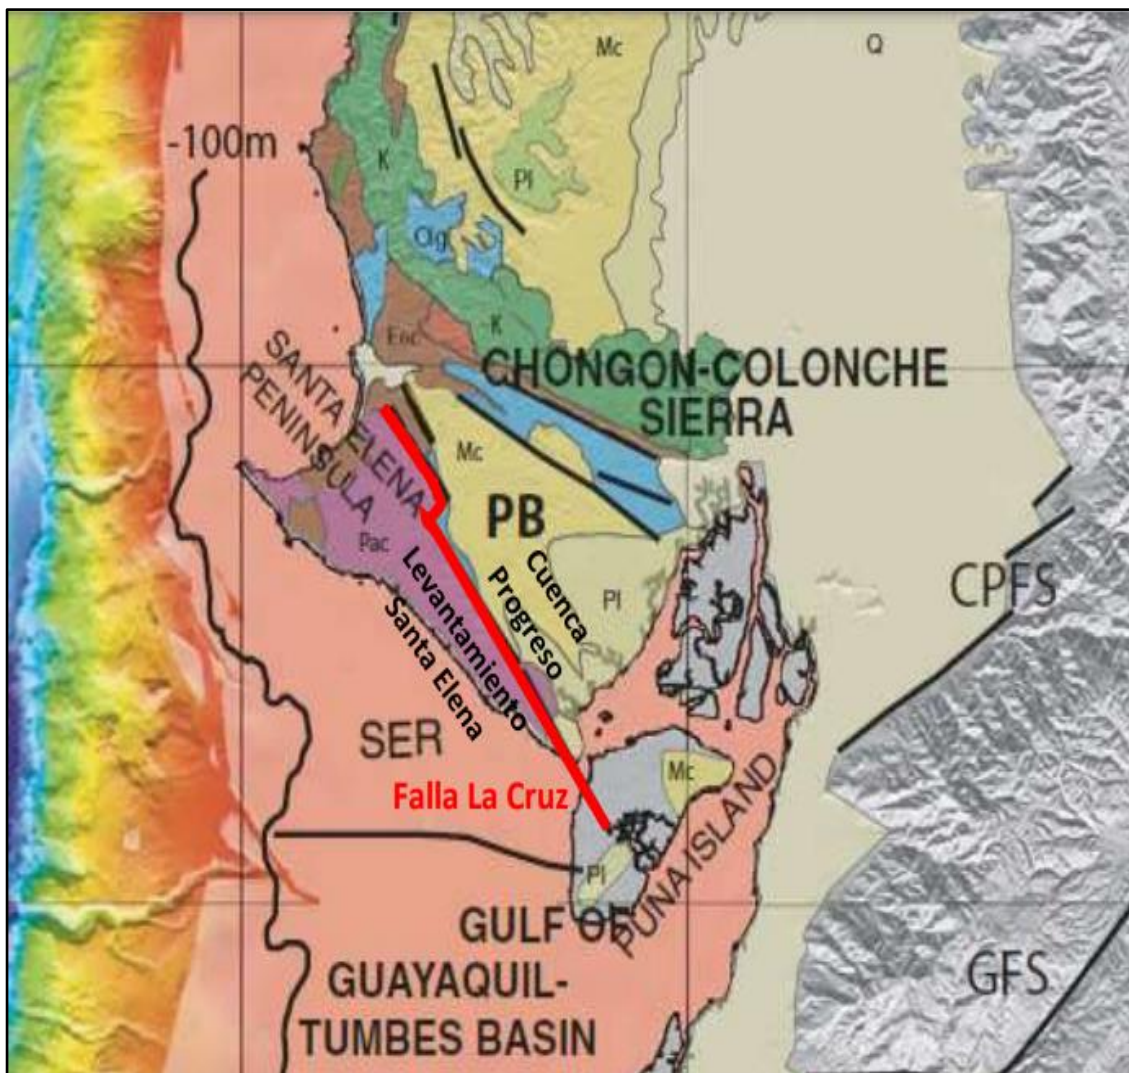 Mc
Q
-100m
K
Pl
Olg
Eoc
K
CHONGON-COLONCHE
SIERRA
SANTA ELENA
PENINSULA
Mc
PB
Pac
Levantamiento
Santa Elena
Cuenca
Progreso
Pl
CPFS
SER
Mc
Falla La Cruz
Pl
PUNA ISLAND
GULF OF
GUAYAQUIL-
TUMBES BASIN
GFS